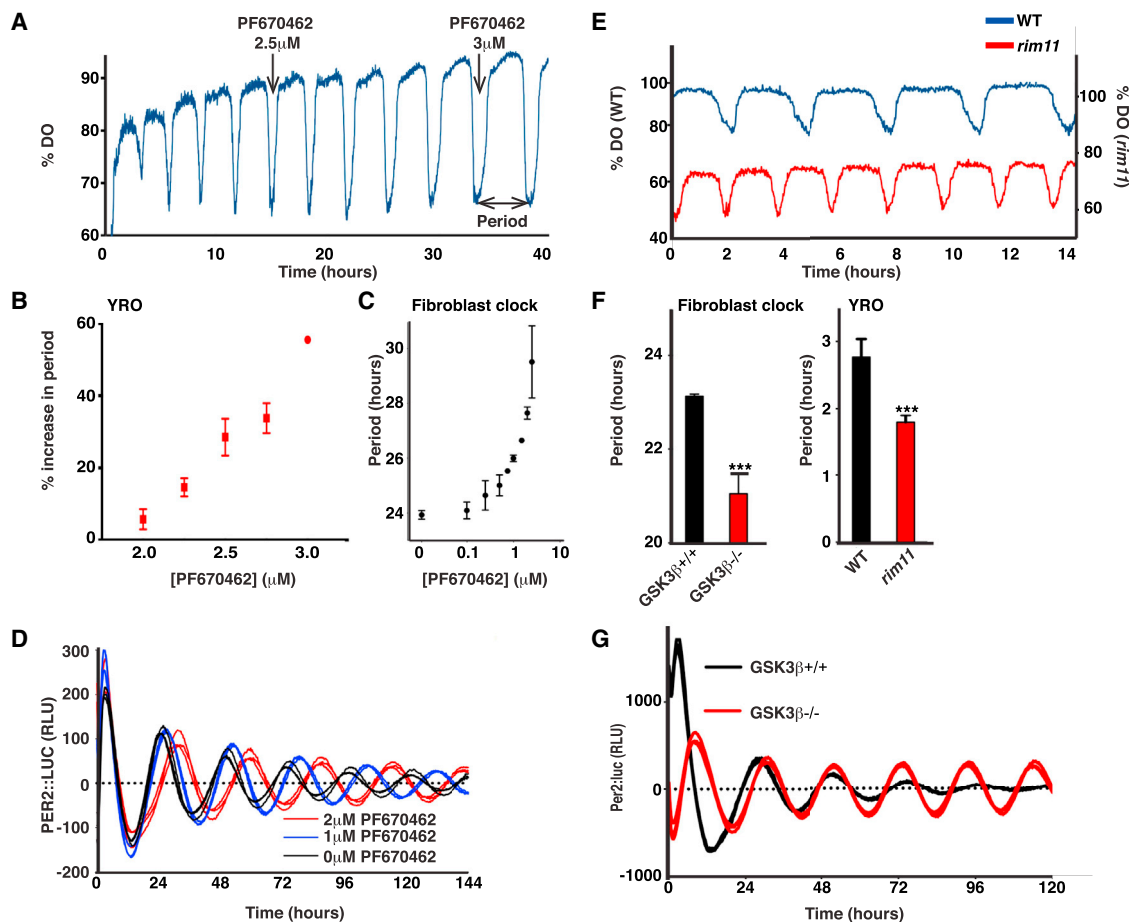 A
PF670462
2.5μM
PF670462
3μM
% DO
90
80
70
60
Period
0
10
20
30
40
Time (hours)
B
YRO
% increase in period
60
40
20
0
2.0
2.5
3.0
[PF670462] (μM)
C
Fibroblast clock
Period (hours)
30
28
26
24
0
0.1
1
10
[PF670462] (μM)
D
PER2::LUC (RLU)
300
200
100
0
-100
-200
2μM PF670462
1μM PF670462
0μM PF670462
0
24
48
72
96
120
144
Time (hours)
E
WT
rim11
% DO (WT)
100
80
60
40
% DO (rim11)
100
80
60
0
2
4
6
8
10
12
14
Time (hours)
F
Fibroblast clock
Period (hours)
24
22
20
GSK3β+/+
GSK3β-/-
***
YRO
Period (hours)
3
2
1
0
***
WT
rim11
G
Per2::luc (RLU)
1000
0
-1000
GSK3β+/+
GSK3β-/-
0
24
48
72
96
120
Time (hours)